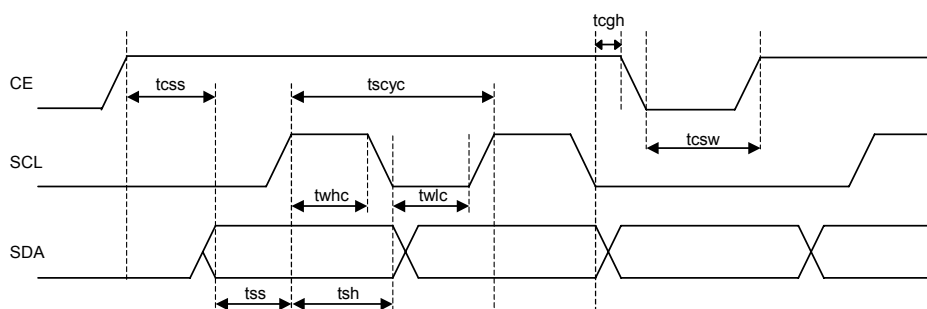 tcgh
CE
tcss
tscyc
tcsw
SCL
twhc
twlc
SDA
tss
tsh